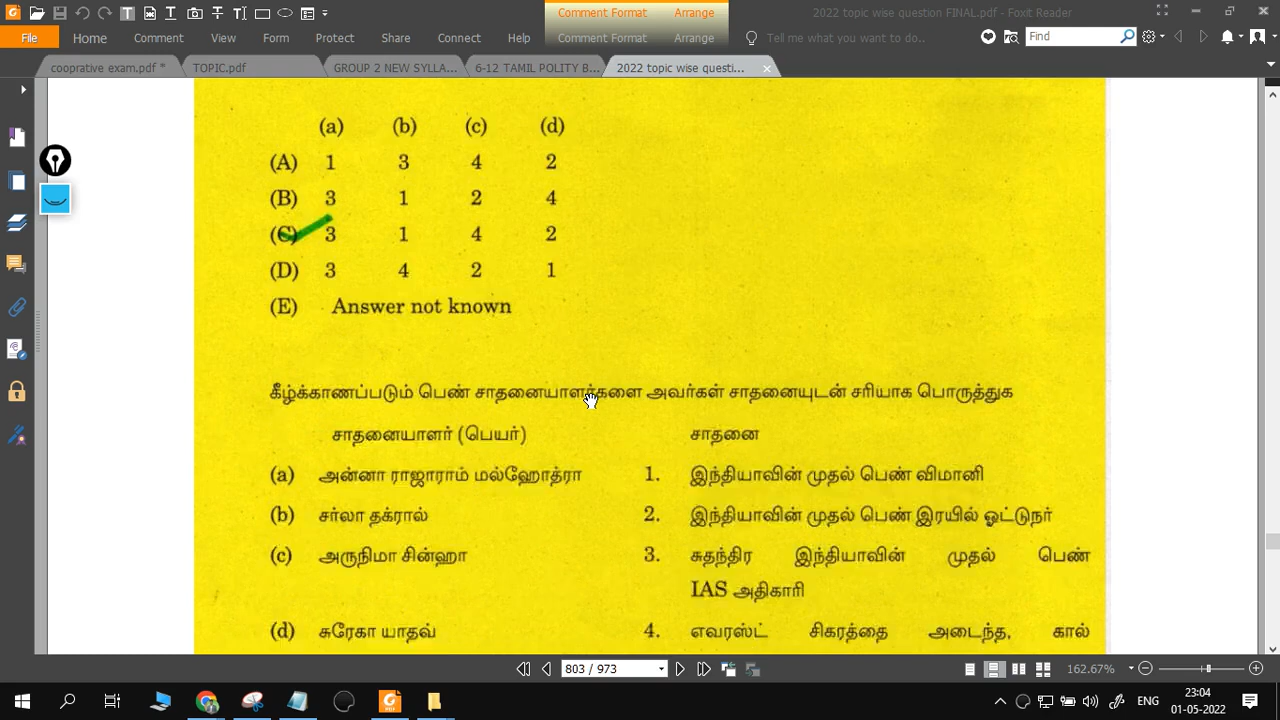 2022 topic wise question FINAL.pdf - Foxit Reader
Comment Format Arrange
File Home Comment View Form Protect Share Connect Help Comment Format Arrange Tell me what you want to do.. Find
cooprative exam.pdf * TOPIC.pdf GROUP 2 NEW SYLLA... 6-12 TAMIL POLITY B... 2022 topic wise questi...
(a) (b) (c) (d)
(A) 1 3 4 2
(B) 3 1 2 4
(C) 3 1 4 2
(D) 3 4 2 1
(E) Answer not known
கீழ்க்காணப்படும் பெண் சாதனையாளர்களை அவர்கள் சாதனையுடன் சரியாக பொருத்துக
சாதனையாளர் (பெயர்) சாதனை
(a) அன்னா ராஜாராம் மல்ஹோத்ரா 1. இந்தியாவின் முதல் பெண் விமானி
(b) சர்லா தக்ரால் 2. இந்தியாவின் முதல் பெண் இரயில் ஓட்டுநர்
(c) அருநிமா சின்ஹா 3. சுதந்திர இந்தியாவின் முதல் பெண்
IAS அதிகாரி
(d) சுரேகா யாதவ் 4. எவரஸ்ட் சிகரத்தை அடைந்த, கால்
803 / 973 162.67%
ENG 23:04
01-05-2022